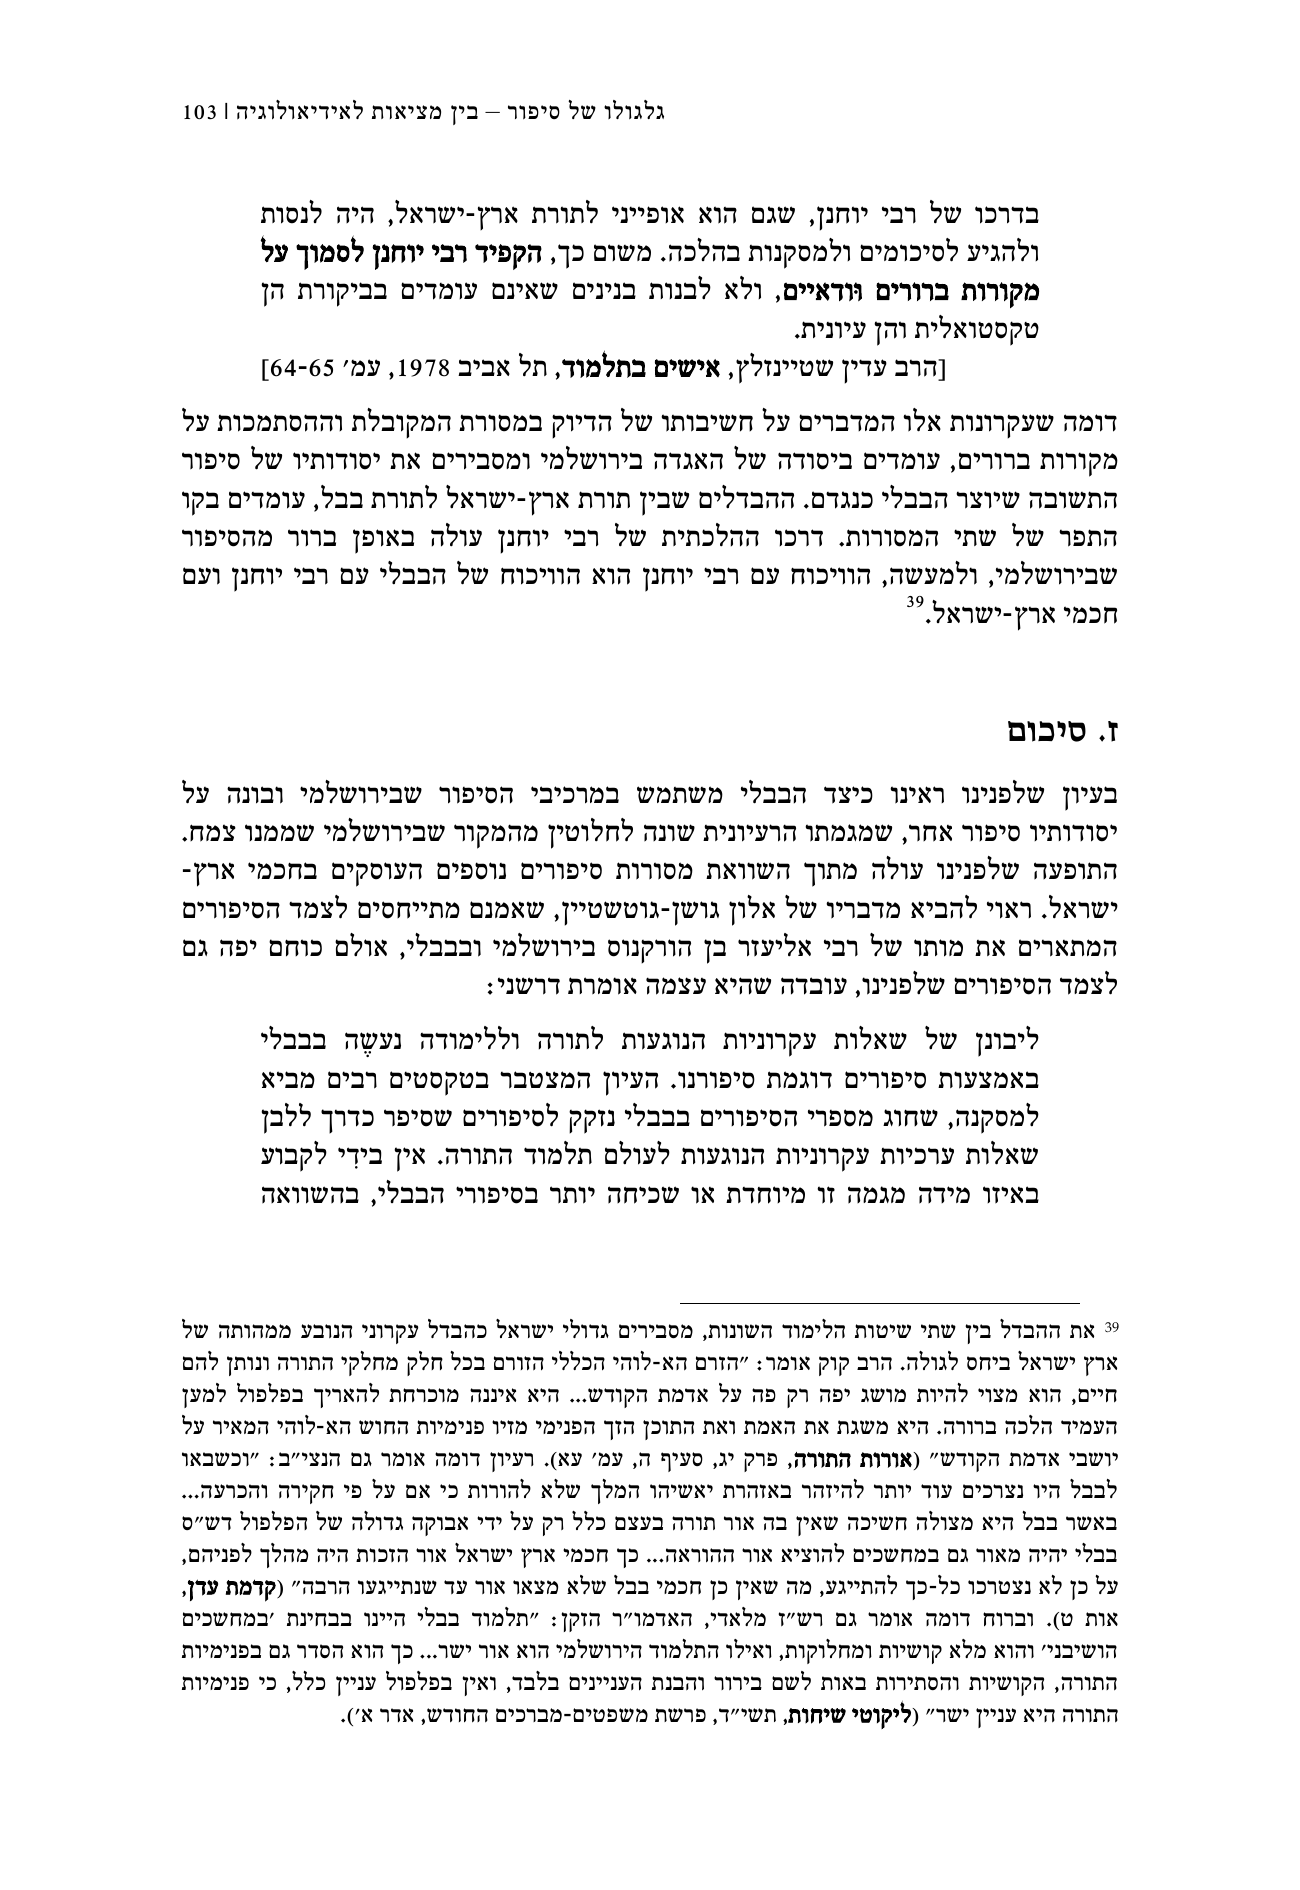 גלגולו של סיפור – בין מציאות לאידיאולוגיה | 103
בדרכו של רבי יוחנן, שגם הוא אופייני לתורת ארץ-ישראל, היה לנסות
ולהגיע לסיכומים ולמסקנות בהלכה. משום כך, הקפיד רבי יוחנן לסמוך על
מקורות ברורים וּודאיים, ולא לבנות בנינים שאינם עומדים בביקורת הן
טקסטואלית והן עיונית.
[הרב עדין שטיינזלץ, אישים בתלמוד, תל אביב 1978, עמ׳ 64-65]
דומה שעקרונות אלו המדברים על חשיבותו של הדיוק במסורת המקובלת וההסתמכות על
מקורות ברורים, עומדים ביסודה של האגדה בירושלמי ומסבירים את יסודותיו של סיפור
התשובה שיוצר הבבלי כנגדם. ההבדלים שבין תורת ארץ-ישראל לתורת בבל, עומדים בקו
התפר של שתי המסורות. דרכו ההלכתית של רבי יוחנן עולה באופן ברור מהסיפור
שבירושלמי, ולמעשה, הוויכוח עם רבי יוחנן הוא הוויכוח של הבבלי עם רבי יוחנן ועם
חכמי ארץ-ישראל.39
ז. סיכום
בעיון שלפנינו ראינו כיצד הבבלי משתמש במרכיבי הסיפור שבירושלמי ובונה על
יסודותיו סיפור אחר, שמגמתו הרעיונית שונה לחלוטין מהמקור שבירושלמי שממנו צמח.
התופעה שלפנינו עולה מתוך השוואת מסורות סיפורים נוספים העוסקים בחכמי ארץ-
ישראל. ראוי להביא מדבריו של אלון גושן-גוטשטיין, שאמנם מתייחסים לצמד הסיפורים
המתארים את מותו של רבי אליעזר בן הורקנוס בירושלמי ובבבלי, אולם כוחם יפה גם
לצמד הסיפורים שלפנינו, עובדה שהיא עצמה אומרת דרשני:
ליבונן של שאלות עקרוניות הנוגעות לתורה וללימודה נעשֶה בבבלי
באמצעות סיפורים דוגמת סיפורנו. העיון המצטבר בטקסטים רבים מביא
למסקנה, שחוג מספרי הסיפורים בבבלי נזקק לסיפורים שסיפר כדרך ללבן
שאלות ערכיות עקרוניות הנוגעות לעולם תלמוד התורה. אין בידִי לקבוע
באיזו מידה מגמה זו מיוחדת או שכיחה יותר בסיפורי הבבלי, בהשוואה
39 את ההבדל בין שתי שיטות הלימוד השונות, מסבירים גדולי ישראל כהבדל עקרוני הנובע ממהותה של
ארץ ישראל ביחס לגולה. הרב קוק אומר: ״הזרם הא-לוהי הכללי הזורם בכל חלק מחלקי התורה ונותן להם
חיים, הוא מצוי להיות מושג יפה רק פה על אדמת הקודש... היא איננה מוכרחת להאריך בפלפול למען
העמיד הלכה ברורה. היא משגת את האמת ואת התוכן הזך הפנימי מזיו פנימיות החוש הא-לוהי המאיר על
יושבי אדמת הקודש״ (אורות התורה, פרק יג, סעיף ה, עמ׳ עא). רעיון דומה אומר גם הנצי״ב: ״וכשבאו
לבבל היו נצרכים עוד יותר להיזהר באזהרת יאשיהו המלך שלא להורות כי אם על פי חקירה והכרעה...
באשר בבל היא מצולה חשיכה שאין בה אור תורה בעצם כלל רק על ידי אבוקה גדולה של הפלפול דש״ס
בבלי יהיה מאור גם במחשכים להוציא אור ההוראה... כך חכמי ארץ ישראל אור הזכות היה מהלך לפניהם,
על כן לא נצטרכו כל-כך להתייגע, מה שאין כן חכמי בבל שלא מצאו אור עד שנתייגעו הרבה״ (קדמת עדן,
אות ט). וברוח דומה אומר גם רש״ז מלאדי, האדמו״ר הזקן: ״תלמוד בבלי היינו בבחינת ׳במחשכים
הושיבני׳ והוא מלא קושיות ומחלוקות, ואילו התלמוד הירושלמי הוא אור ישר... כך הוא הסדר גם בפנימיות
התורה, הקושיות והסתירות באות לשם בירור והבנת העניינים בלבד, ואין בפלפול עניין כלל, כי פנימיות
התורה היא עניין ישר״ (ליקוטי שיחות, תשי״ד, פרשת משפטים-מברכים החודש, אדר א׳).